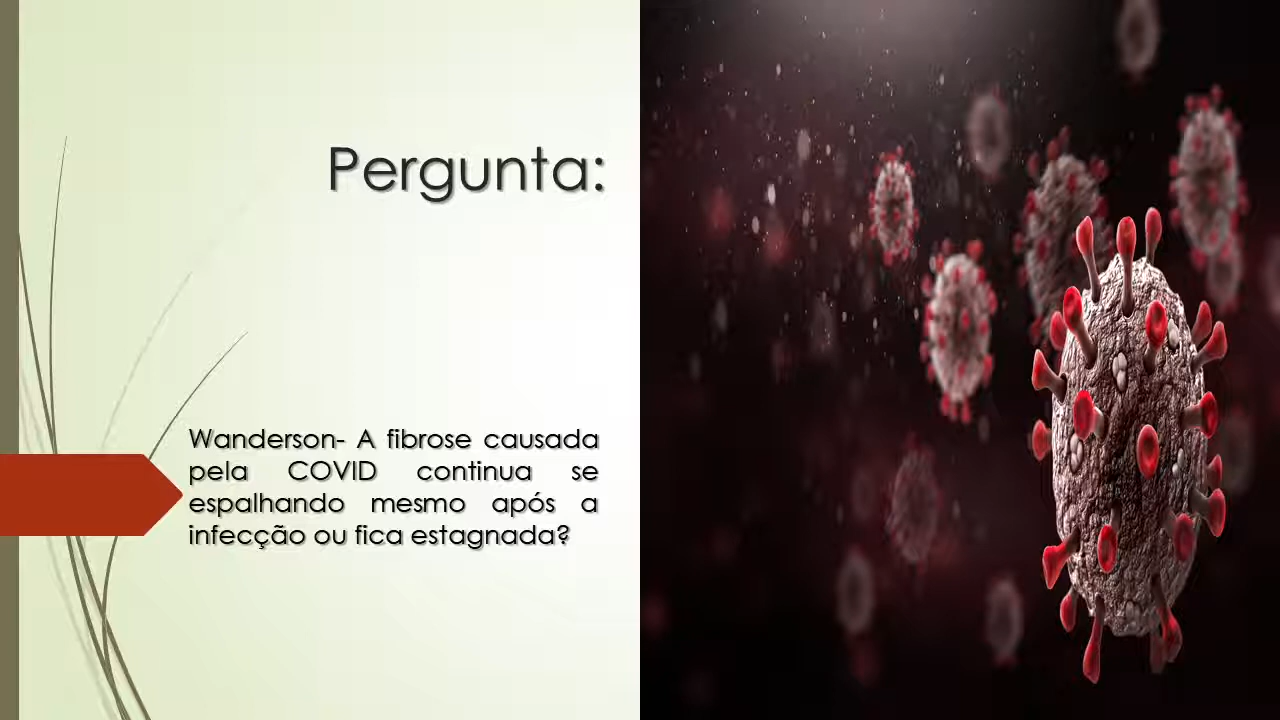 Pergunta:
Wanderson- A fibrose causada
pela COVID continua se
espalhando mesmo após a
infecção ou fica estagnada?